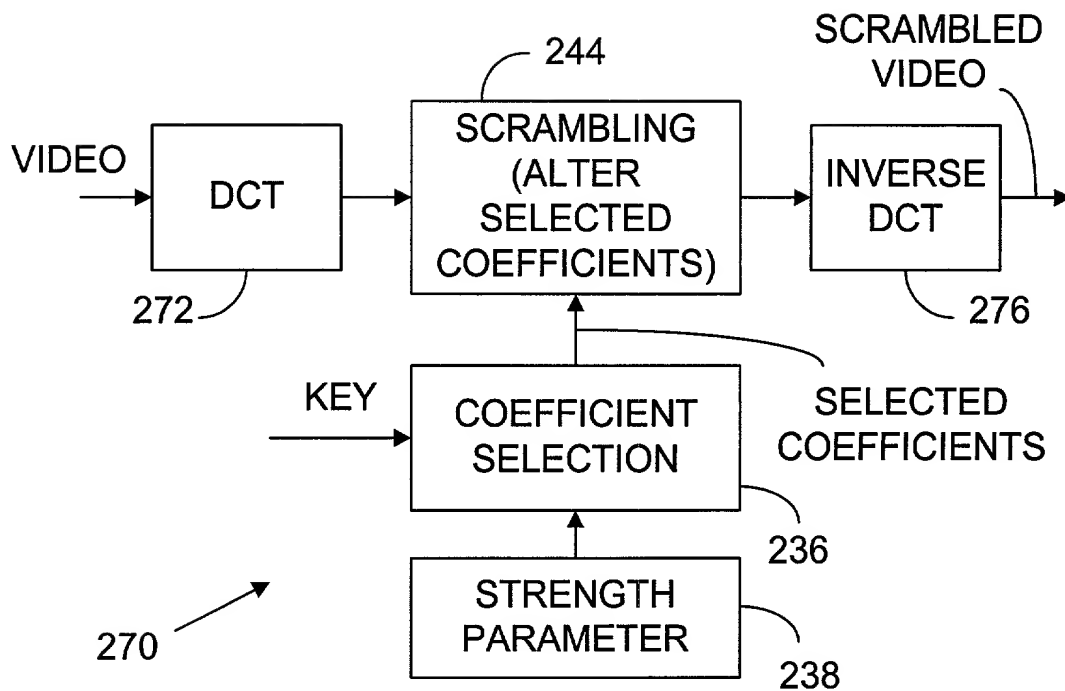 SCRAMBLED
VIDEO
244
VIDEO
DCT
SCRAMBLING
(ALTER
SELECTED
COEFFICIENTS)
INVERSE
DCT
272
276
KEY
COEFFICIENT
SELECTION
SELECTED
COEFFICIENTS
236
STRENGTH
PARAMETER
270
238